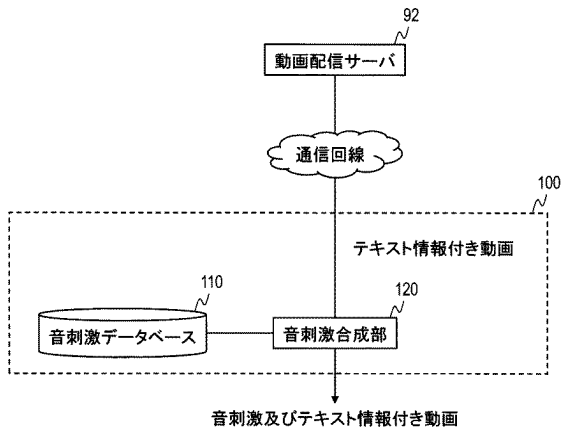 92
動画配信サーバ
通信回線
100
テキスト情報付き動画
110
音刺激データベース
120
音刺激合成部
音刺激及びテキスト情報付き動画